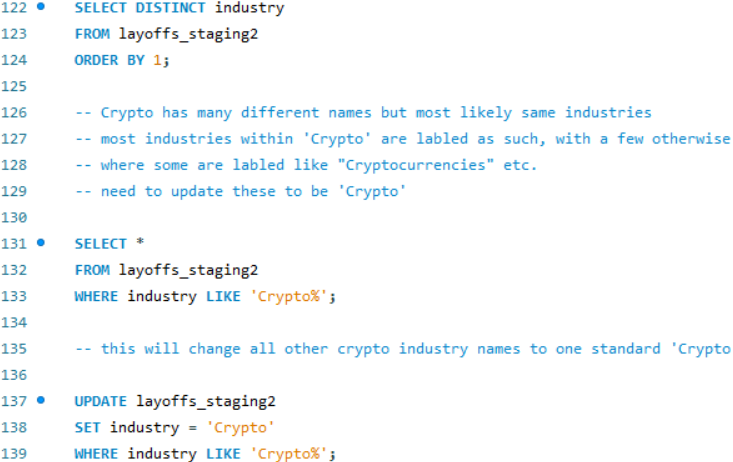 122 SELECT DISTINCT industry
123 FROM layoffs_staging2
124 ORDER BY 1;
125
126 -- Crypto has many different names but most likely same industries
127 -- most industries within 'Crypto' are labled as such, with a few otherwise
128 -- where some are labled like "Cryptocurrencies" etc.
129 -- need to update these to be 'Crypto'
130
131 SELECT *
132 FROM layoffs_staging2
133 WHERE industry LIKE 'Crypto%';
134
135 -- this will change all other crypto industry names to one standard 'Crypto
136
137 UPDATE layoffs_staging2
138 SET industry = 'Crypto'
139 WHERE industry LIKE 'Crypto%';